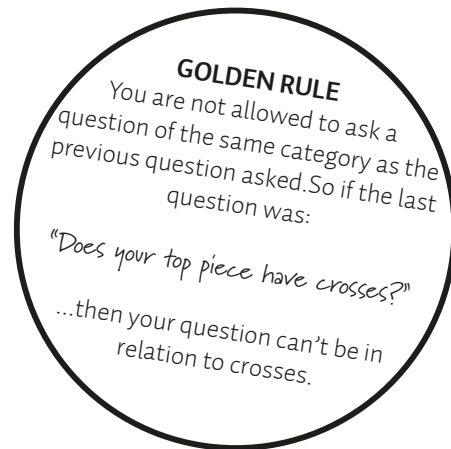 GOLDEN RULE
You are not allowed to ask a
question of the same category as the
previous question asked.So if the last
question was:
"Does your top piece have crosses?"
...then your question can't be in
relation to crosses.